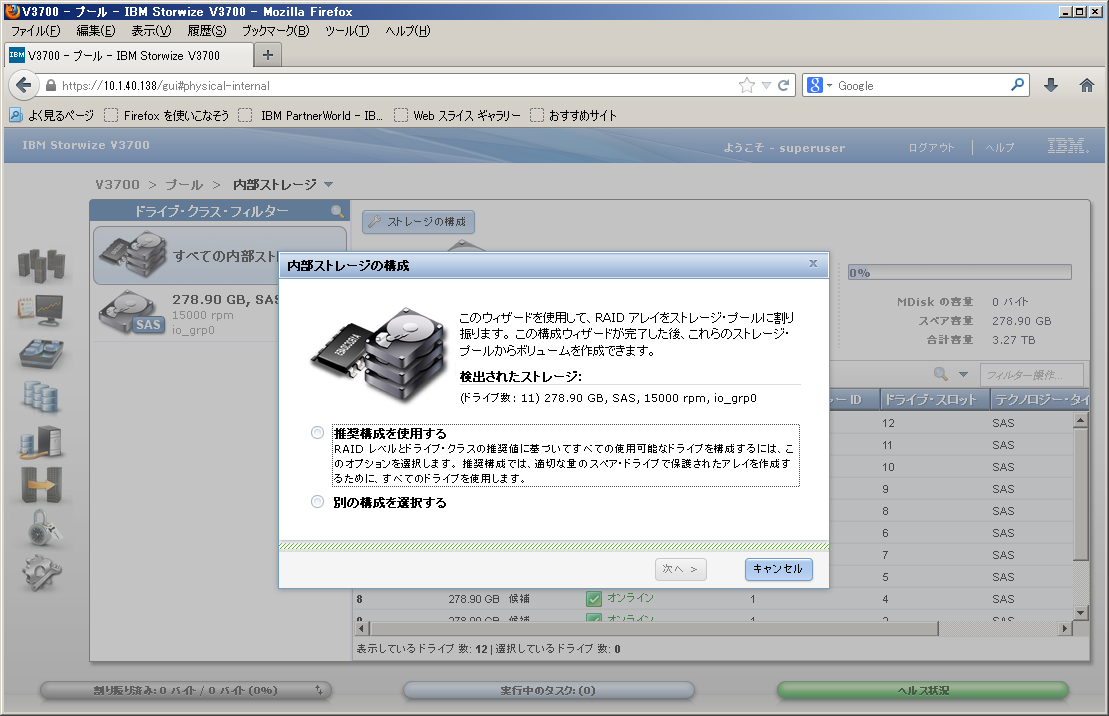 V3700 - プール - IBM Storwize V3700 - Mozilla Firefox
ファイル(F) 編集(E) 表示(V) 履歴(S) ブックマーク(B) ツール(T) ヘルプ(H)
IBM V3700 - プール - IBM Storwize V3700
https://10.1.40.138/gui#physical-internal
Google
よく見るページ Firefox を使いこなそう IBM PartnerWorld - IB... Web スライス ギャラリー おすすめサイト
IBM Storwize V3700
ようこそ - superuser ログアウト | ヘルプ IBM.
V3700 > プール > 内部ストレージ
ドライブ・クラス・フィルター
ストレージの構成
すべての内部スト
278.90 GB, SAS
15000 rpm
io_grp0
SAS
0%
MDisk の容量 0 バイト
スペア容量 278.90 GB
合計容量 3.27 TB
フィルター操作...
ー ID ドライブ・スロット テクノロジー・タイ
12 SAS
11 SAS
10 SAS
9 SAS
8 SAS
6 SAS
7 SAS
5 SAS
8 278.90 GB 候補 オンライン 1 4 SAS
内部ストレージの構成
x
このウィザードを使用して、RAID アレイをストレージ・プールに割り
振ります。この構成ウィザードが完了した後、これらのストレージ・
プールからボリュームを作成できます。
検出されたストレージ:
(ドライブ数: 11) 278.90 GB, SAS, 15000 rpm, io_grp0
推奨構成を使用する
RAID レベルとドライブ・クラスの推奨値に基づいてすべての使用可能なドライブを構成するには、こ
のオプションを選択します。推奨構成では、適切な量のスペア・ドライブで保護されたアレイを作成す
るために、すべてのドライブを使用します。
別の構成を選択する
次へ >
キャンセル
表示しているドライブ 数: 12 | 選択しているドライブ 数: 0
割り振り済み: 0 バイト / 0 バイト (0%)
実行中のタスク: (0)
ヘルス状況